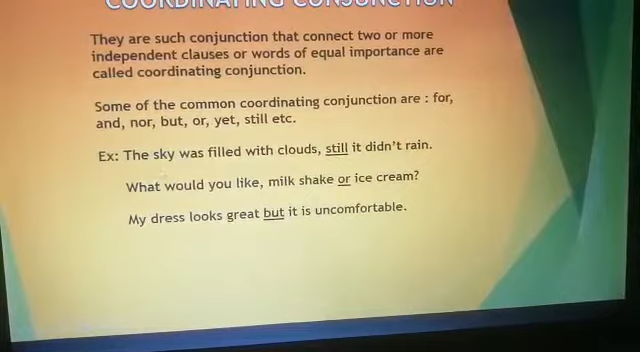 COORDINATING CONJUNCTION
They are such conjunction that connect two or more
independent clauses or words of equal importance are
called coordinating conjunction.
Some of the common coordinating conjunction are : for,
and, nor, but, or, yet, still etc.
Ex: The sky was filled with clouds, still it didn't rain.
What would you like, milk shake or ice cream?
My dress looks great but it is uncomfortable.